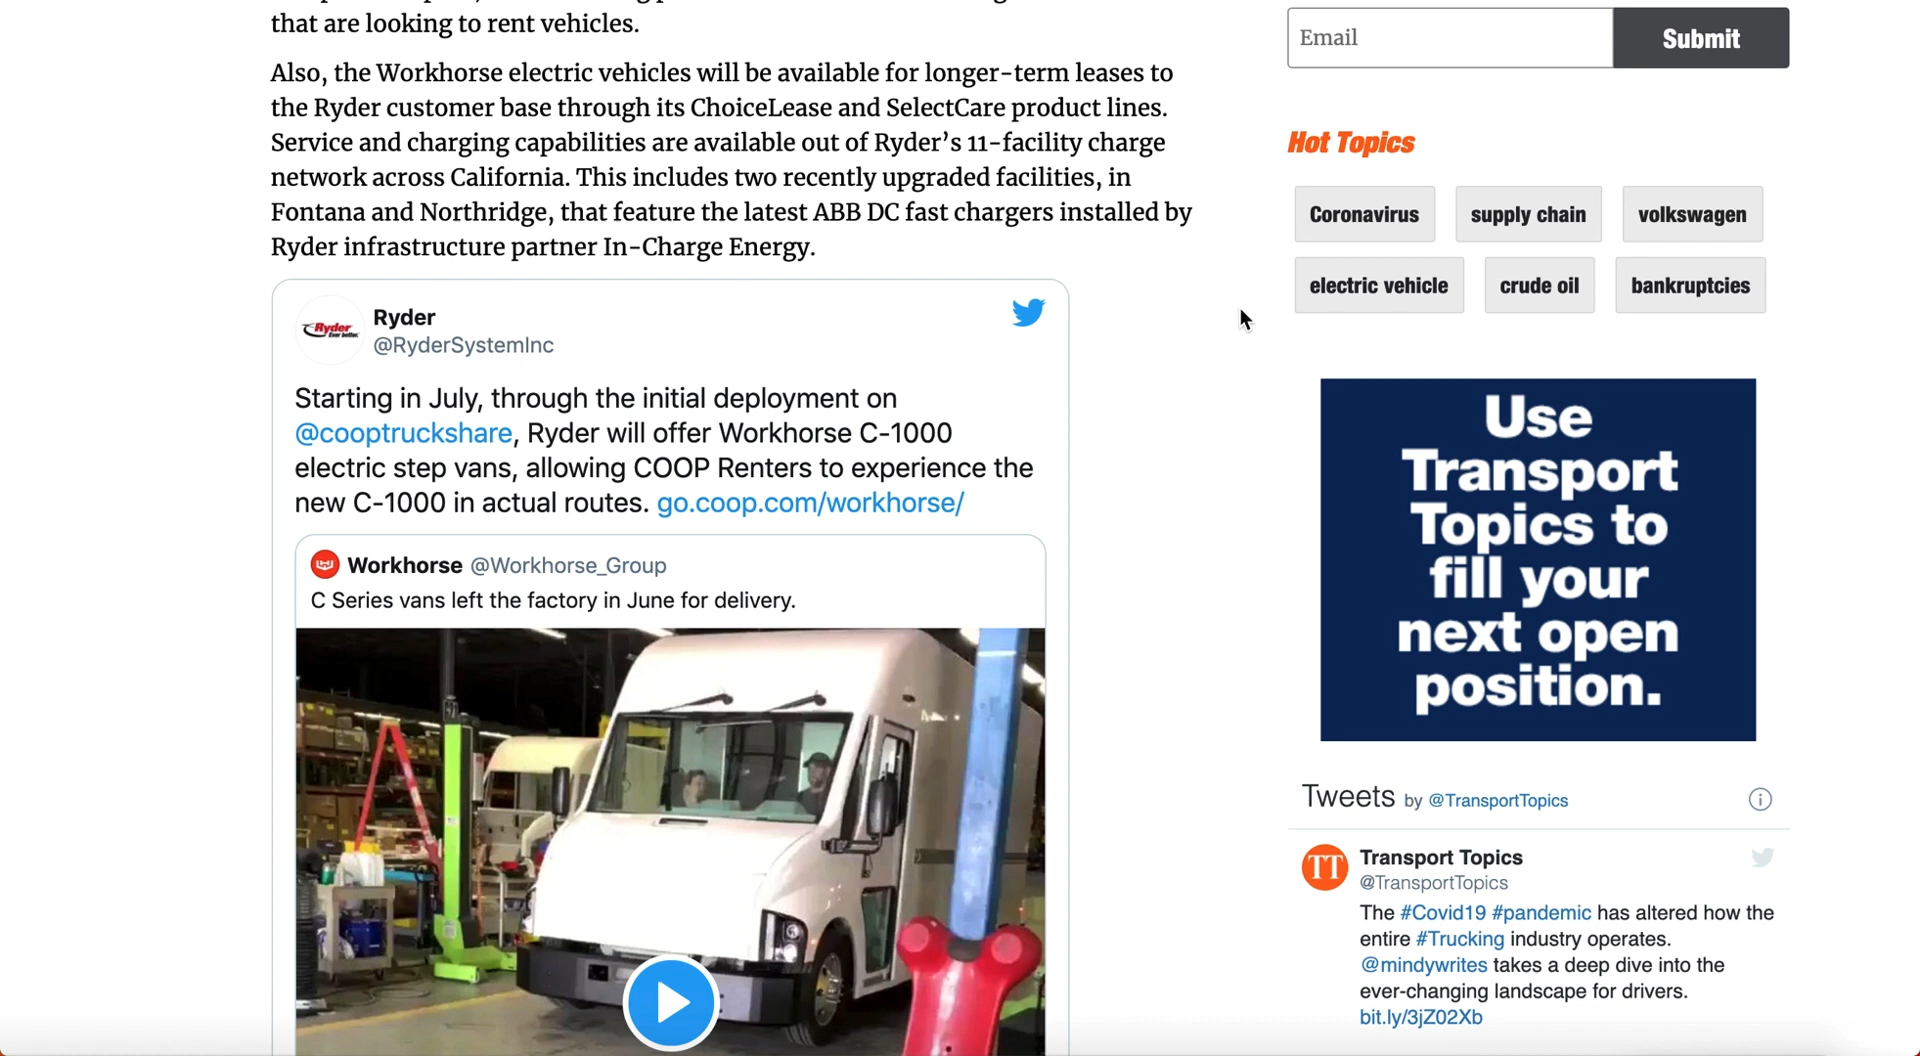 that are looking to rent vehicles.
Also, the Workhorse electric vehicles will be available for longer-term leases to
the Ryder customer base through its ChoiceLease and SelectCare product lines.
Service and charging capabilities are available out of Ryder’s 11-facility charge
network across California. This includes two recently upgraded facilities, in
Fontana and Northridge, that feature the latest ABB DC fast chargers installed by
Ryder infrastructure partner In-Charge Energy.
Ryder
Ever better.
Ryder
@RyderSystemInc
Starting in July, through the initial deployment on
@cooptruckshare, Ryder will offer Workhorse C-1000
electric step vans, allowing COOP Renters to experience the
new C-1000 in actual routes. go.coop.com/workhorse/
Workhorse @Workhorse_Group
C Series vans left the factory in June for delivery.
Email
Submit
Hot Topics
Coronavirus
supply chain
volkswagen
electric vehicle
crude oil
bankruptcies
Use
Transport
Topics to
fill your
next open
position.
Tweets by @TransportTopics
TT
Transport Topics
@TransportTopics
The #Covid19 #pandemic has altered how the
entire #Trucking industry operates.
@mindywrites takes a deep dive into the
ever-changing landscape for drivers.
bit.ly/3jZ02Xb